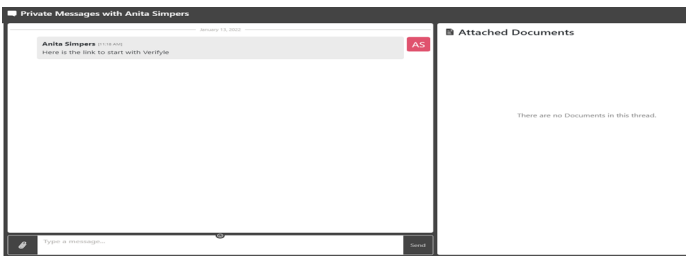 Private Messages with Anita Simpers
January 13, 2022
Anita Simpers
AS
Here is the link to start with Verifyle
Type a message...
Send
Attached Documents
There are no Documents in this thread.